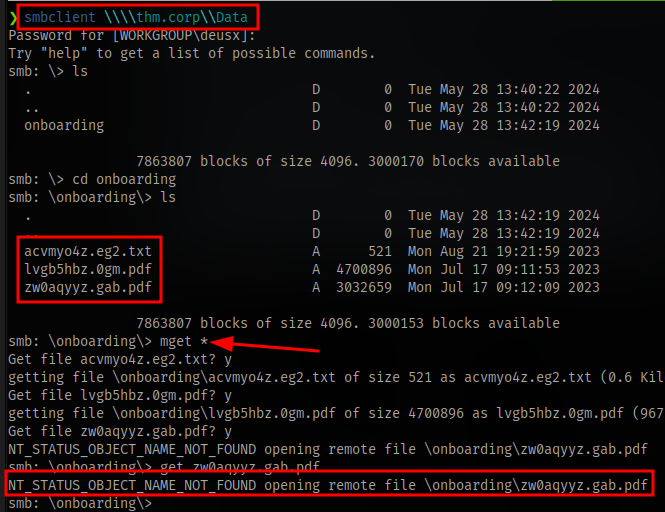 ❯ smbclient \\\\thm.corp\\Data
Password for [WORKGROUP\deusx]:
Try "help" to get a list of possible commands.
smb: \> ls
  .                                   D        0  Tue May 28 13:40:22 2024
  ..                                  D        0  Tue May 28 13:40:22 2024
  onboarding                          D        0  Tue May 28 13:42:19 2024
                7863807 blocks of size 4096. 3000170 blocks available
smb: \> cd onboarding
smb: \onboarding\> ls
  .                                   D        0  Tue May 28 13:42:19 2024
  ..                                  D        0  Tue May 28 13:42:19 2024
  acvmyo4z.eg2.txt                    A      521  Mon Aug 21 19:21:59 2023
  lvgb5hbz.0gm.pdf                    A  4700896  Mon Jul 17 09:11:53 2023
  zw0aqyyz.gab.pdf                    A  3032659  Mon Jul 17 09:12:09 2023
                7863807 blocks of size 4096. 3000153 blocks available
smb: \onboarding\> mget *
Get file acvmyo4z.eg2.txt? y
getting file \onboarding\acvmyo4z.eg2.txt of size 521 as acvmyo4z.eg2.txt (0.6 Kil
Get file lvgb5hbz.0gm.pdf? y
getting file \onboarding\lvgb5hbz.0gm.pdf of size 4700896 as lvgb5hbz.0gm.pdf (967
Get file zw0aqyyz.gab.pdf? y
NT_STATUS_OBJECT_NAME_NOT_FOUND opening remote file \onboarding\zw0aqyyz.gab.pdf
smb: \onboarding\> get zw0aqyyz.gab.pdf
NT_STATUS_OBJECT_NAME_NOT_FOUND opening remote file \onboarding\zw0aqyyz.gab.pdf
smb: \onboarding\>